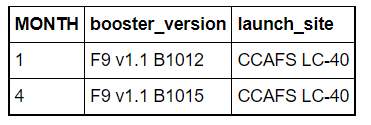 MONTH booster_version launch_site
1 F9 v1.1 B1012 CCAFS LC-40
4 F9 v1.1 B1015 CCAFS LC-40